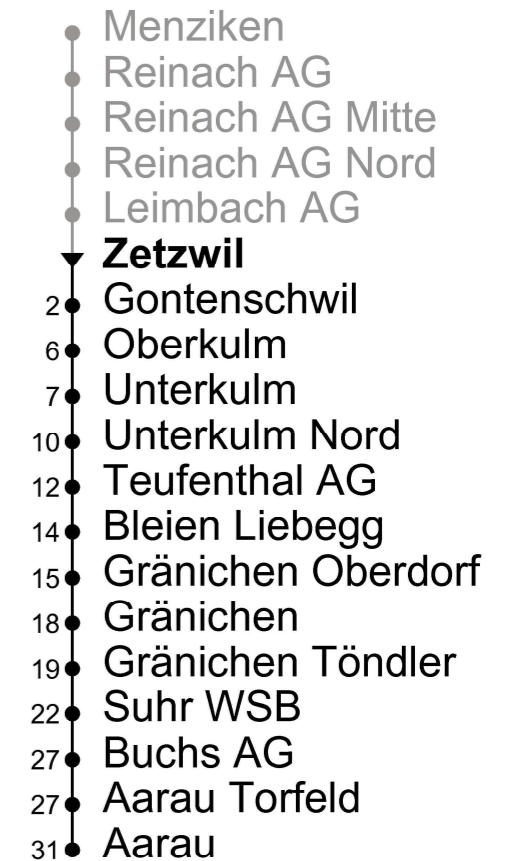 Menziken
Reinach AG
Reinach AG Mitte
Reinach AG Nord
Leimbach AG
Zetzwil
2 Gontenschwil
6 Oberkulm
7 Unterkulm
10 Unterkulm Nord
12 Teufenthal AG
14 Bleien Liebegg
15 Gränichen Oberdorf
18 Gränichen
19 Gränichen Töndler
22 Suhr WSB
27 Buchs AG
27 Aarau Torfeld
31 Aarau